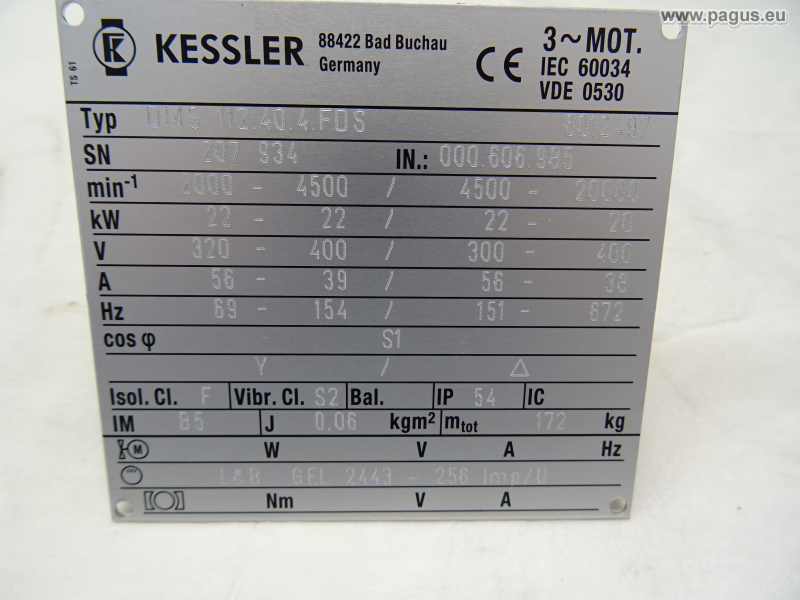 www.pagus.eu
TS 61
KESSLER 88422 Bad Buchau Germany
CE 3~MOT. IEC 60034 VDE 0530
Typ DMS 112.40.4.FOS 6012497
SN 207 934 IN.: 000.606.985
min-1 2000 - 4500 / 4500 - 20000
kW 22 - 22 / 22 - 20
V 320 - 400 / 300 - 400
A 56 - 39 / 56 - 38
Hz 69 - 154 / 151 - 672
cos φ S1
Y / △
Isol. Cl. F Vibr. Cl. S2 Bal. IP 54 IC
IM B5 J 0.06 kgm² mtot 172 kg
M W V A Hz
L&B GEL 2443 - 256 Imp/U
Nm V A